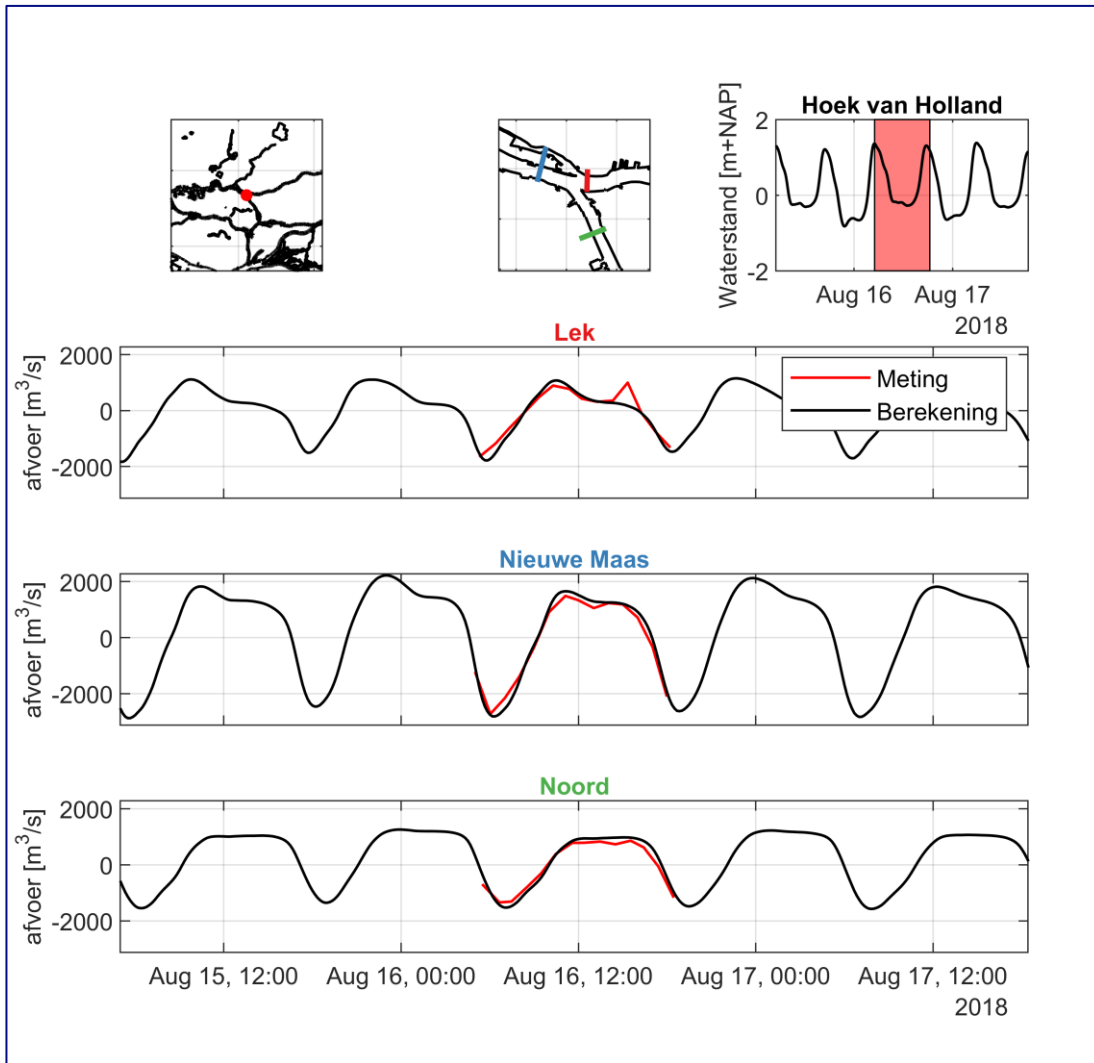 Hoek van Holland
Waterstand [m+NAP]
2
0
-2
Aug 16
Aug 17
2018
Lek
afvoer [m³/s]
2000
0
-2000
Meting
Berekening
Nieuwe Maas
afvoer [m³/s]
2000
0
-2000
Noord
afvoer [m³/s]
2000
0
-2000
Aug 15, 12:00
Aug 16, 00:00
Aug 16, 12:00
Aug 17, 00:00
Aug 17, 12:00
2018